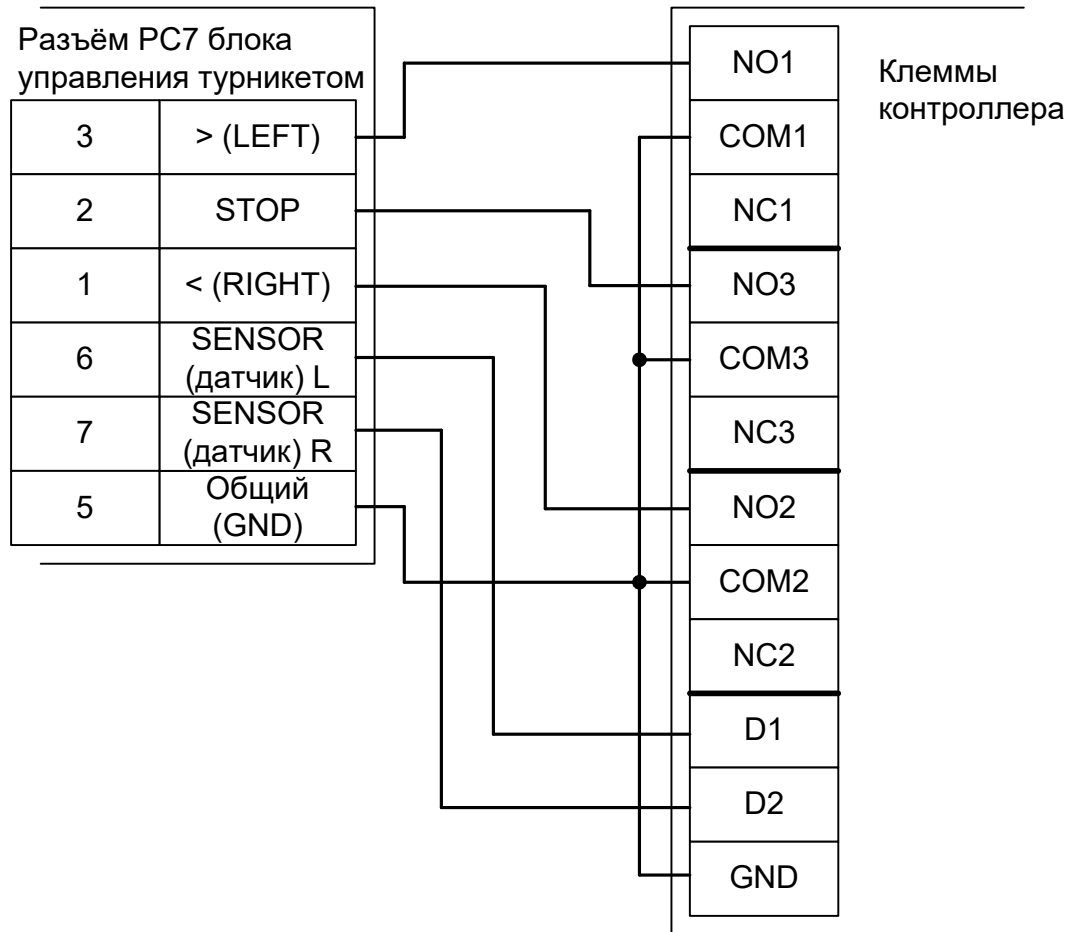 Разъём PC7 блока
управления турникетом
3 > (LEFT)
2 STOP
1 < (RIGHT)
6 SENSOR
(датчик) L
7 SENSOR
(датчик) R
5 Общий
(GND)
NO1
COM1
NC1
NO3
COM3
NC3
NO2
COM2
NC2
D1
D2
GND
Клеммы
контроллера